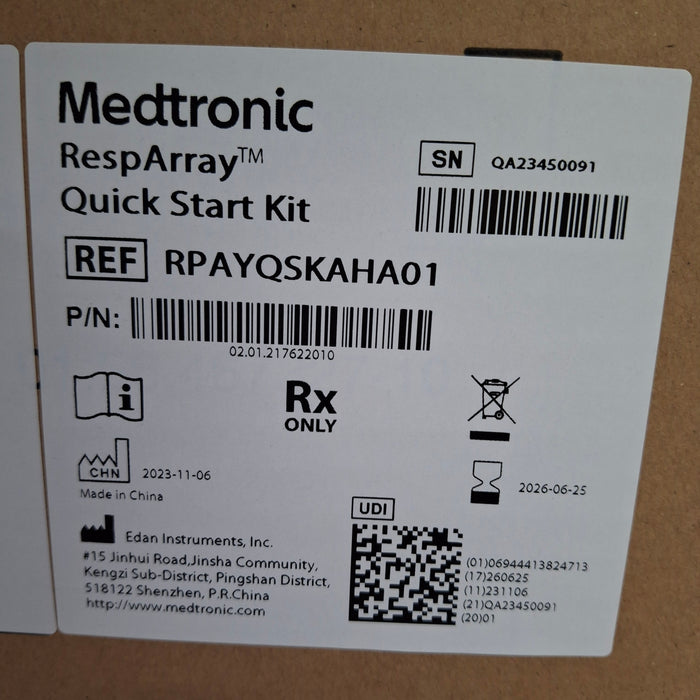 Medtronic
RespArray™
Quick Start Kit
SN QA23450091
REF RPAYQSKAHA01
P/N:
02.01.217622010
i
Rx
ONLY
CHN 2023-11-06
Made in China
2026-06-25
UDI
Edan Instruments, Inc.
#15 Jinhui Road,Jinsha Community,
Kengzi Sub-District, Pingshan District,
518122 Shenzhen, P.R.China
http://www.medtronic.com
(01)06944413824713
(17)260625
(11)231106
(21)QA23450091
(20)01